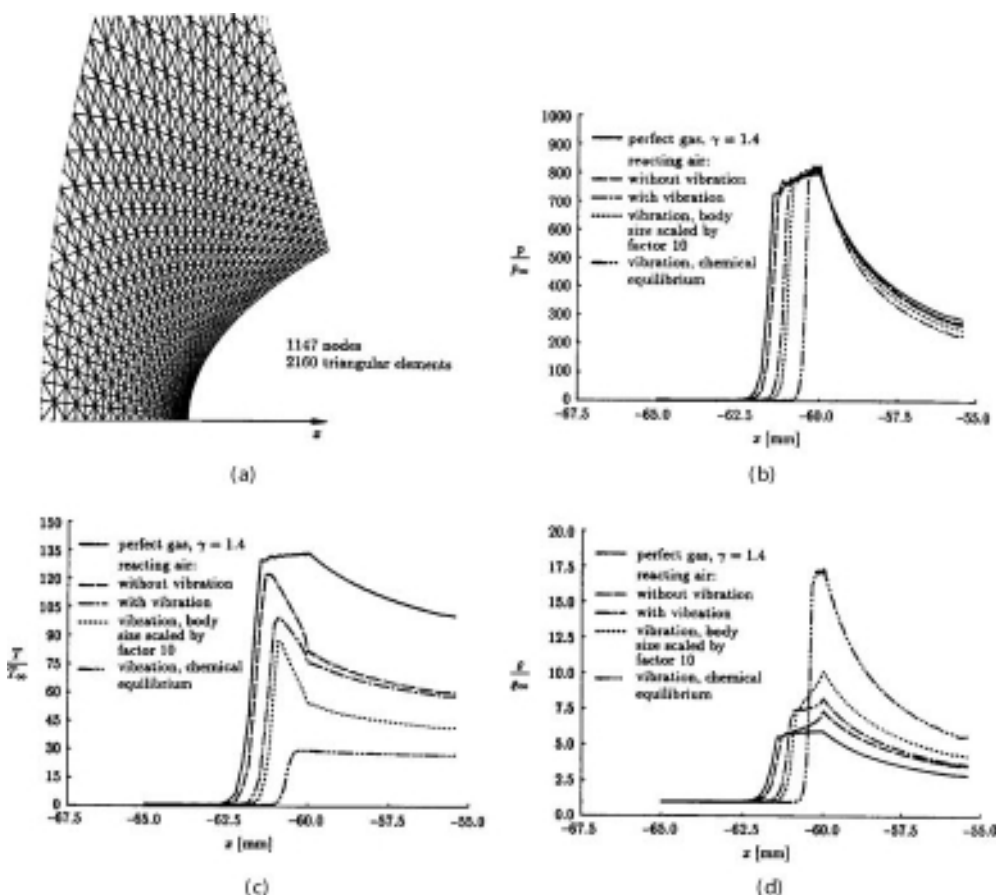 1147 nodes
2160 triangular elements
x
(a)
1000
900
800
700
600
500
400
300
200
100
0
perfect gas, γ = 1.4
reacting air:
without vibration
with vibration
vibration, body
size scaled by
factor 10
vibration, chemical
equilibrium
p
p∞
−67.5 −65.0 −62.5 −60.0 −57.5 −55.0
x [mm]
(b)
150
135
120
105
90
75
60
45
30
15
0
perfect gas, γ = 1.4
reacting air:
without vibration
with vibration
vibration, body
size scaled by
factor 10
vibration, chemical
equilibrium
T
T∞
−67.5 −65.0 −62.5 −60.0 −57.5 −55.0
x [mm]
(c)
20.0
17.5
15.0
12.5
10.0
7.5
5.0
2.5
0.0
perfect gas, γ = 1.4
reacting air:
without vibration
with vibration
vibration, body
size scaled by
factor 10
vibration, chemical
equilibrium
ϱ
ϱ∞
−67.5 −65.0 −62.5 −60.0 −57.5 −55.0
x [mm]
(d)